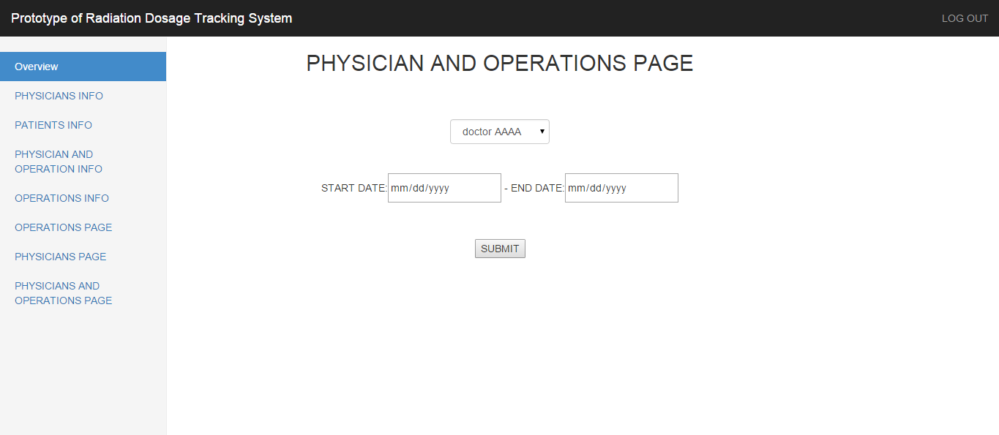 Prototype of Radiation Dosage Tracking System
LOG OUT
Overview
PHYSICIANS INFO
PATIENTS INFO
PHYSICIAN AND
OPERATION INFO
OPERATIONS INFO
OPERATIONS PAGE
PHYSICIANS PAGE
PHYSICIANS AND
OPERATIONS PAGE
PHYSICIAN AND OPERATIONS PAGE
doctor AAAA
START DATE: mm/dd/yyyy - END DATE: mm/dd/yyyy
SUBMIT